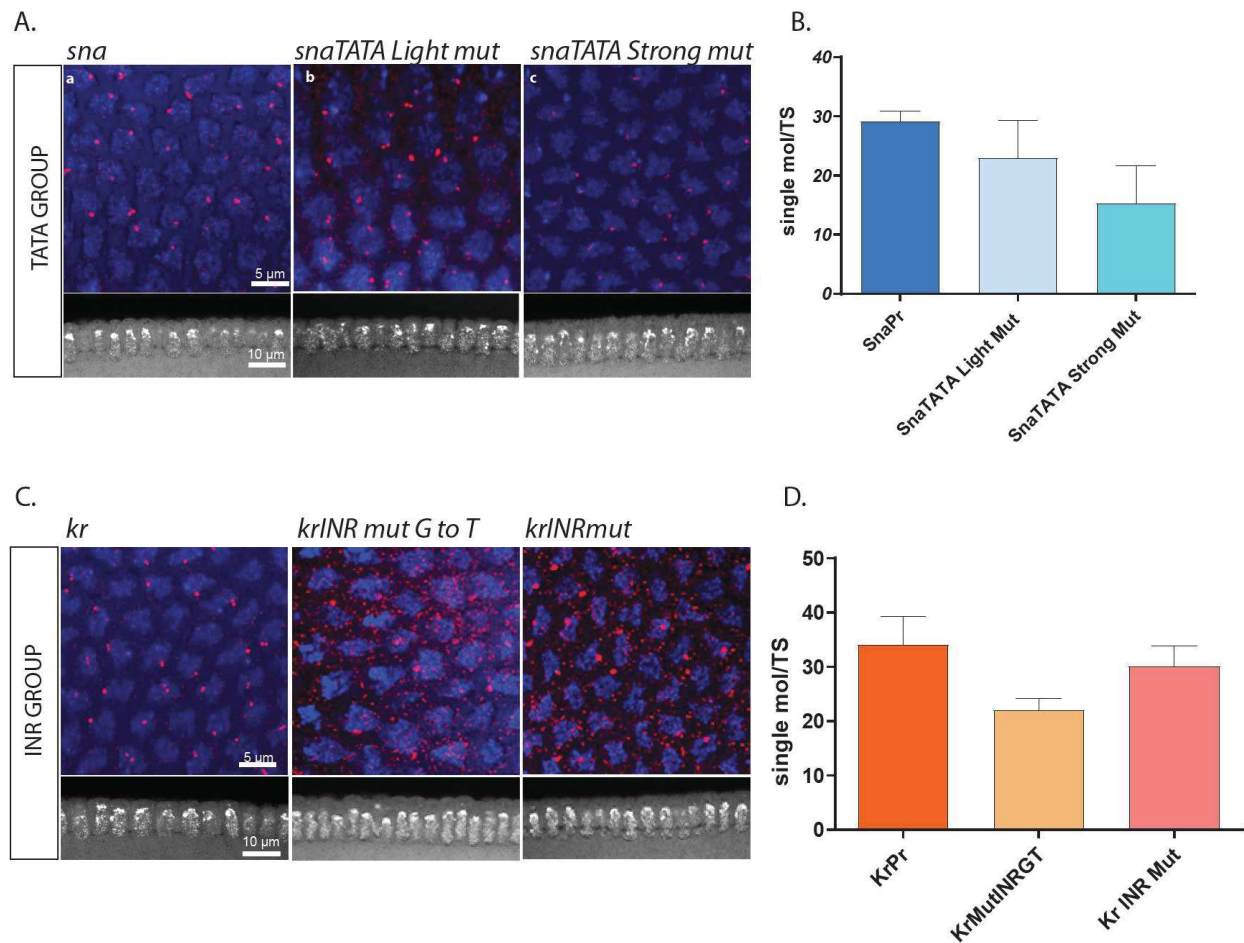 A.
sna
snaTATA Light mut
snaTATA Strong mut
TATA GROUP
a
b
c
5 µm
10 µm
B.
single mol/TS
40
30
20
10
0
SnaPr
SnaTATA Light Mut
SnaTATA Strong Mut
C.
kr
krINR mut G to T
krINRmut
INR GROUP
5 µm
10 µm
D.
single mol/TS
50
40
30
20
10
0
KrPr
KrMutINRGT
Kr INR Mut